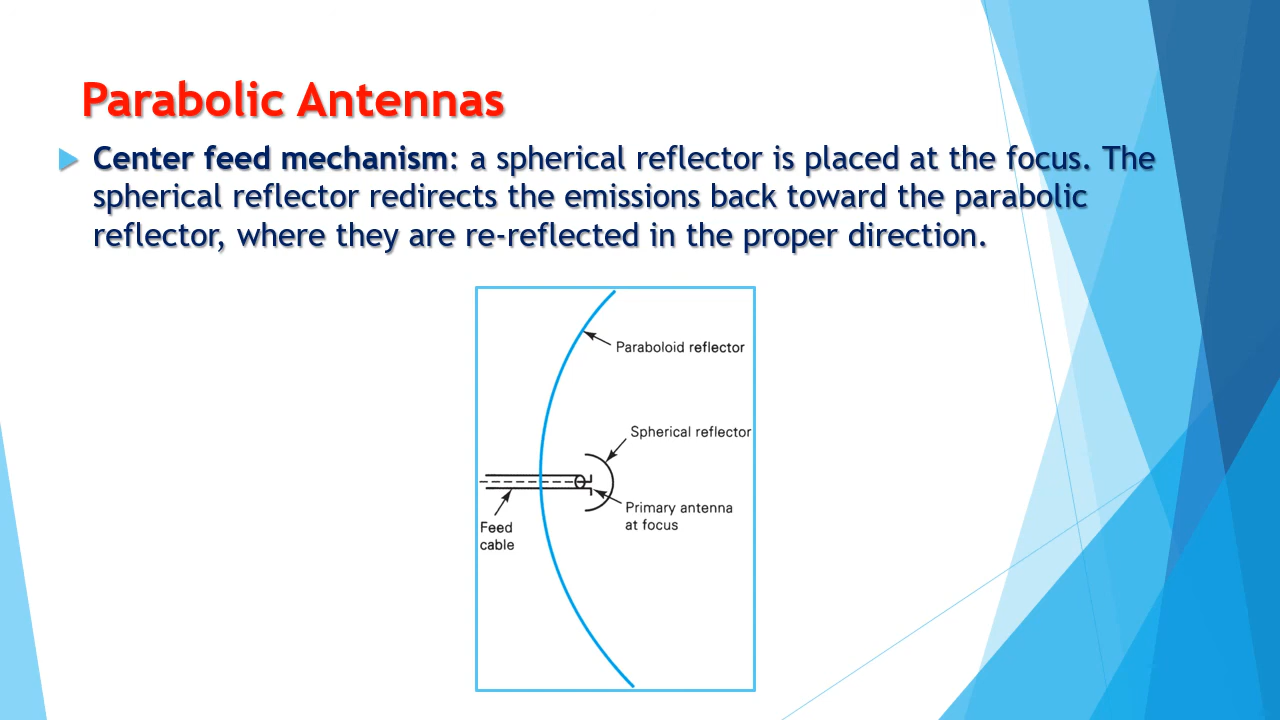 Parabolic Antennas
Center feed mechanism: a spherical reflector is placed at the focus. The
spherical reflector redirects the emissions back toward the parabolic
reflector, where they are re-reflected in the proper direction.
Paraboloid reflector
Spherical reflector
Primary antenna
at focus
Feed
cable